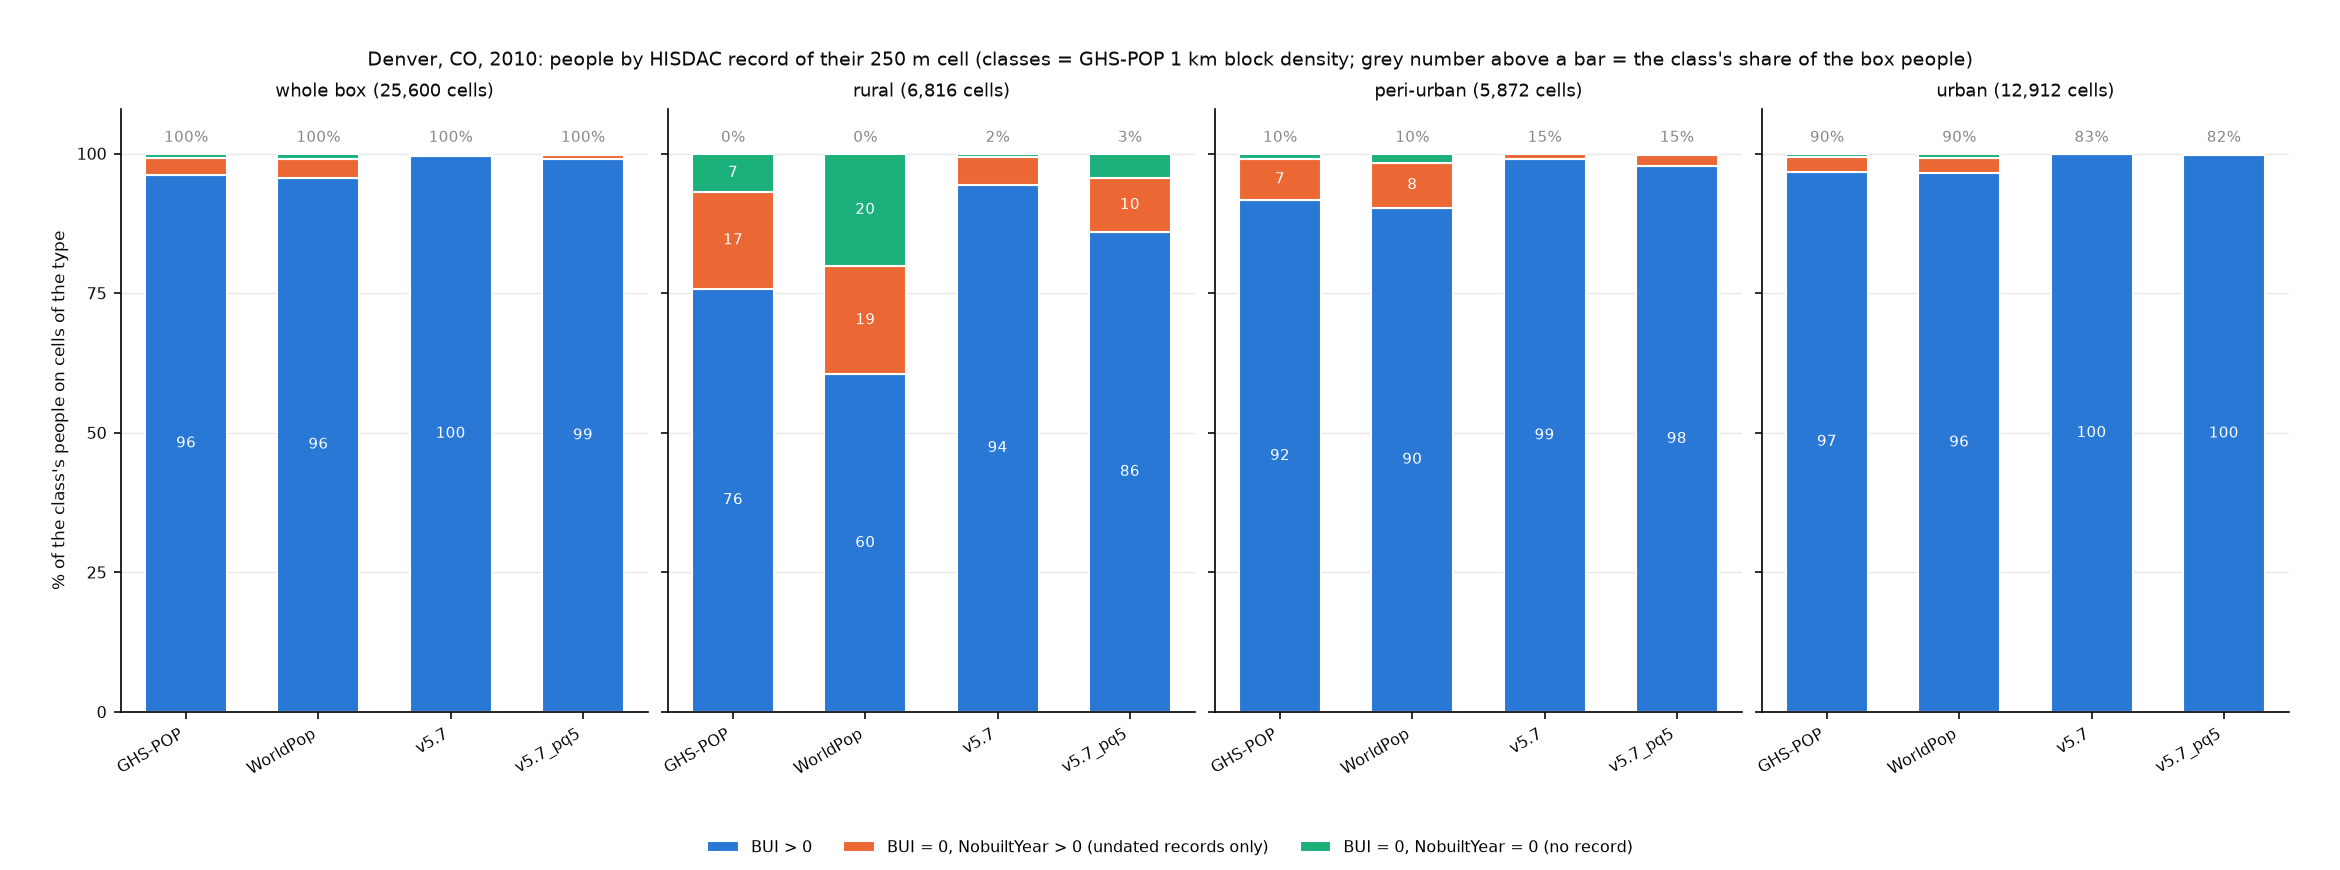 Denver, CO, 2010: people by HISDAC record of their 250 m cell (classes = GHS-POP 1 km block density; grey number above a bar = the class's share of the box people)
whole box (25,600 cells)
rural (6,816 cells)
peri-urban (5,872 cells)
urban (12,912 cells)
% of the class's people on cells of the type
100
75
50
25
0
100% 100% 100% 100%
96 96 100 99
GHS-POP WorldPop v5.7 v5.7_pq5
0% 0% 2% 3%
7 20
17 19 10
76 60 94 86
GHS-POP WorldPop v5.7 v5.7_pq5
10% 10% 15% 15%
7 8
92 90 99 98
GHS-POP WorldPop v5.7 v5.7_pq5
90% 90% 83% 82%
97 96 100 100
GHS-POP WorldPop v5.7 v5.7_pq5
BUI > 0
BUI = 0, NobuiltYear > 0 (undated records only)
BUI = 0, NobuiltYear = 0 (no record)